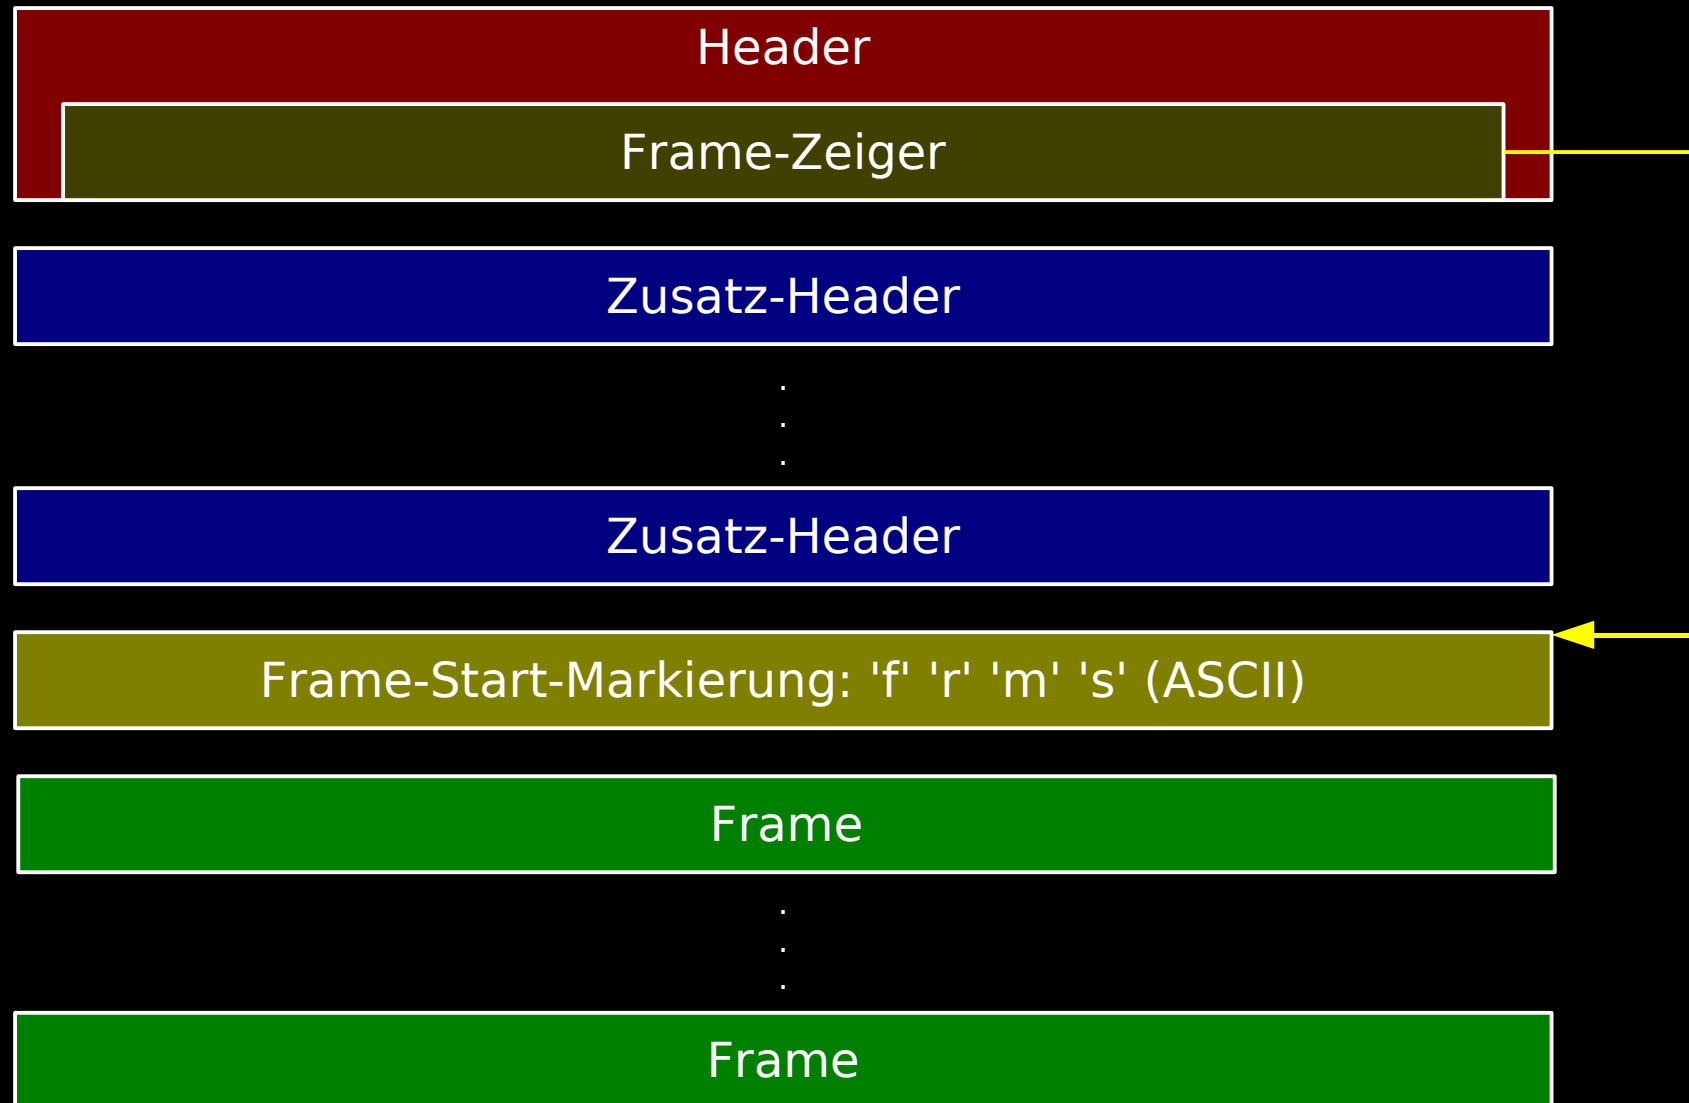 Header
Frame-Zeiger
Zusatz-Header
.
.
.
Zusatz-Header
Frame-Start-Markierung: 'f' 'r' 'm' 's' (ASCII)
Frame
.
.
.
Frame